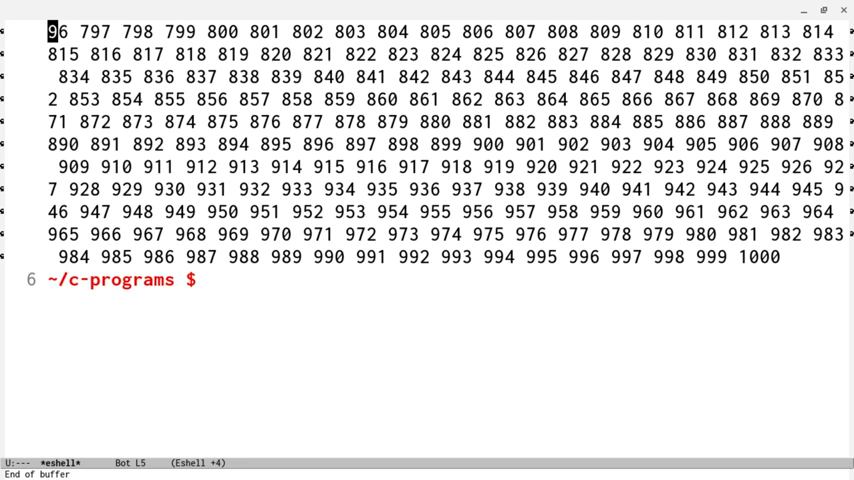 96 797 798 799 800 801 802 803 804 805 806 807 808 809 810 811 812 813 814
815 816 817 818 819 820 821 822 823 824 825 826 827 828 829 830 831 832 833
834 835 836 837 838 839 840 841 842 843 844 845 846 847 848 849 850 851 85
2 853 854 855 856 857 858 859 860 861 862 863 864 865 866 867 868 869 870 8
71 872 873 874 875 876 877 878 879 880 881 882 883 884 885 886 887 888 889
890 891 892 893 894 895 896 897 898 899 900 901 902 903 904 905 906 907 908
909 910 911 912 913 914 915 916 917 918 919 920 921 922 923 924 925 926 92
7 928 929 930 931 932 933 934 935 936 937 938 939 940 941 942 943 944 945 9
46 947 948 949 950 951 952 953 954 955 956 957 958 959 960 961 962 963 964
965 966 967 968 969 970 971 972 973 974 975 976 977 978 979 980 981 982 983
984 985 986 987 988 989 990 991 992 993 994 995 996 997 998 999 1000
6 ~/c-programs $
U:--- *eshell* Bot L5 (Eshell +4)
End of buffer